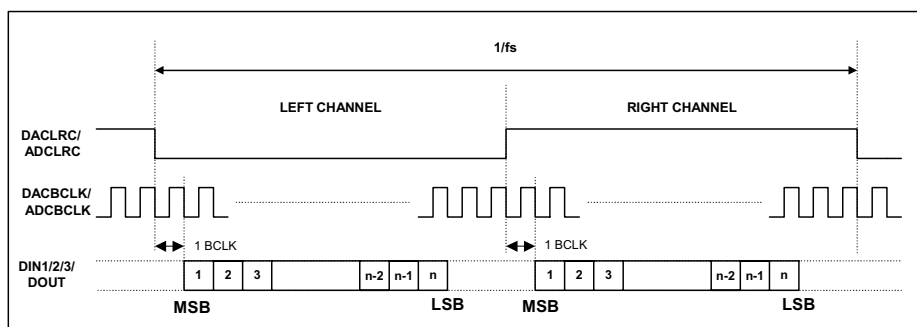 1/fs
LEFT CHANNEL
RIGHT CHANNEL
DACLRC/
ADCLRC
DACBCLK/
ADCBCLK
1 BCLK
1 BCLK
DIN1/2/3/
DOUT
1 2 3 n-2 n-1 n
1 2 3 n-2 n-1 n
MSB LSB MSB LSB